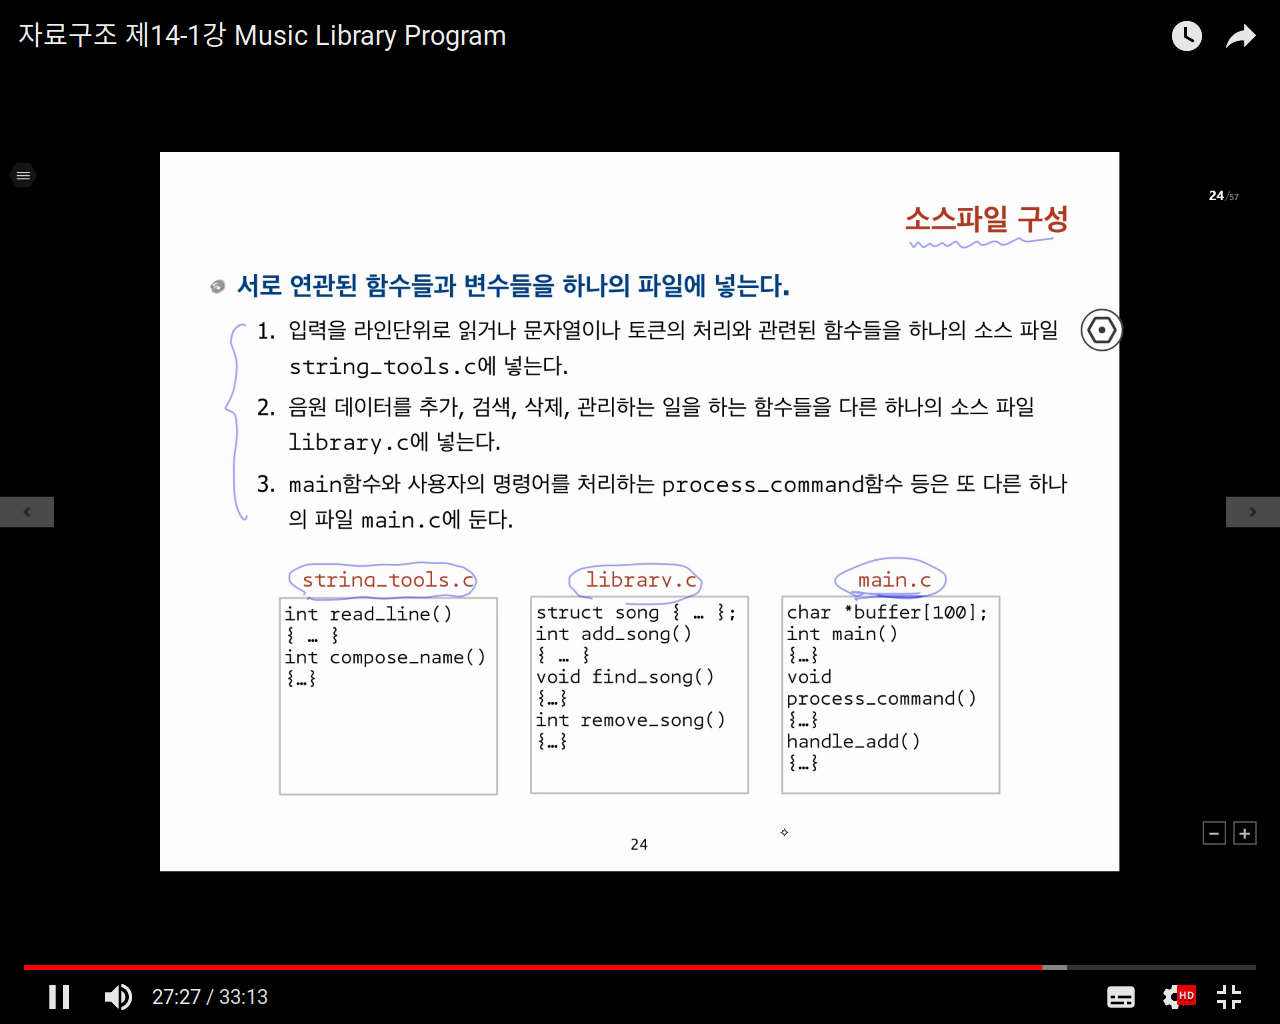 자료구조 제14-1강 Music Library Program
24/57
소스파일 구성
서로 연관된 함수들과 변수들을 하나의 파일에 넣는다.
1. 입력을 라인단위로 읽거나 문자열이나 토큰의 처리와 관련된 함수들을 하나의 소스 파일
string_tools.c에 넣는다.
2. 음원 데이터를 추가, 검색, 삭제, 관리하는 일을 하는 함수들을 다른 하나의 소스 파일
library.c에 넣는다.
3. main함수와 사용자의 명령어를 처리하는 process_command함수 등은 또 다른 하나
의 파일 main.c에 둔다.
string_tools.c
int read_line()
{ … }
int compose_name()
{…}
library.c
struct song { … };
int add_song()
{ … }
void find_song()
{…}
int remove_song()
{…}
main.c
char *buffer[100];
int main()
{…}
void
process_command()
{…}
handle_add()
{…}
24
27:27 / 33:13
HD